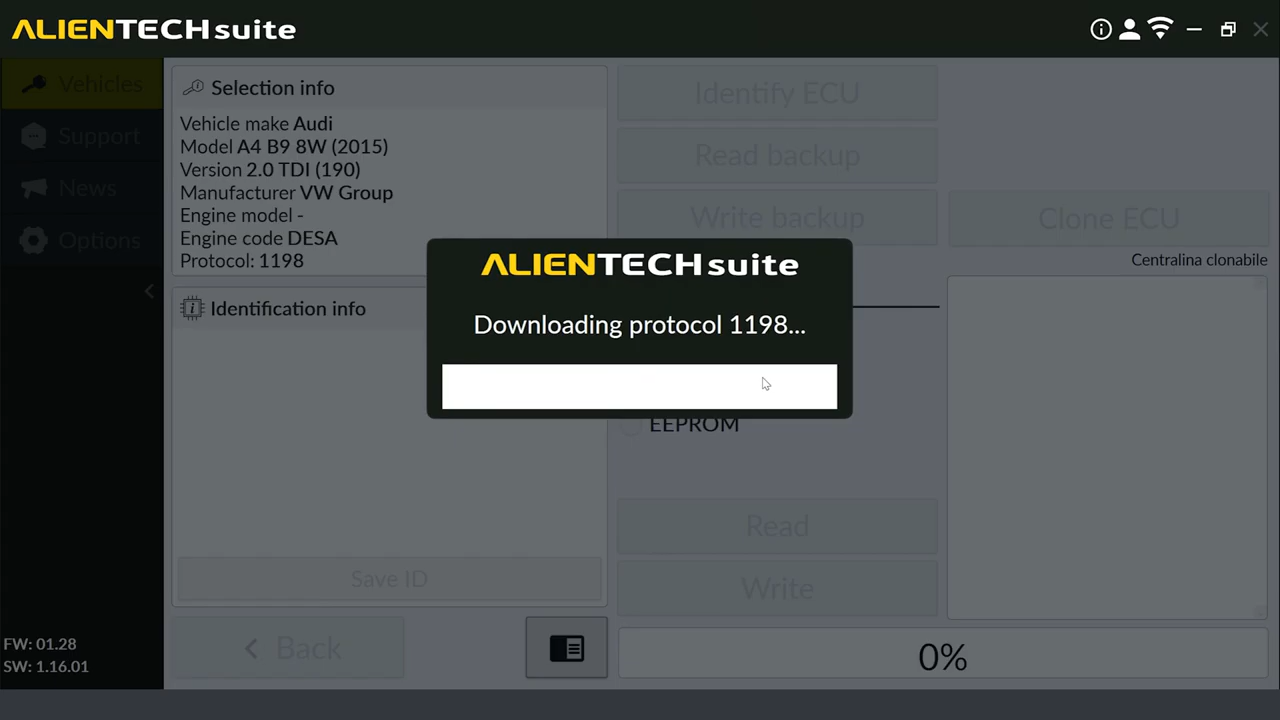 ALIENTECH suite
Vehicles
Support
News
Options
FW: 01.28
SW: 1.16.01
Selection info
Vehicle make Audi
Model A4 B9 8W (2015)
Version 2.0 TDI (190)
Manufacturer VW Group
Engine model -
Engine code DESA
Protocol: 1198
Identification info
Save ID
Back
Identify ECU
Read backup
Write backup
Clone ECU
Centralina clonabile
ALIENTECH suite
Downloading protocol 1198...
EEPROM
Read
Write
0%